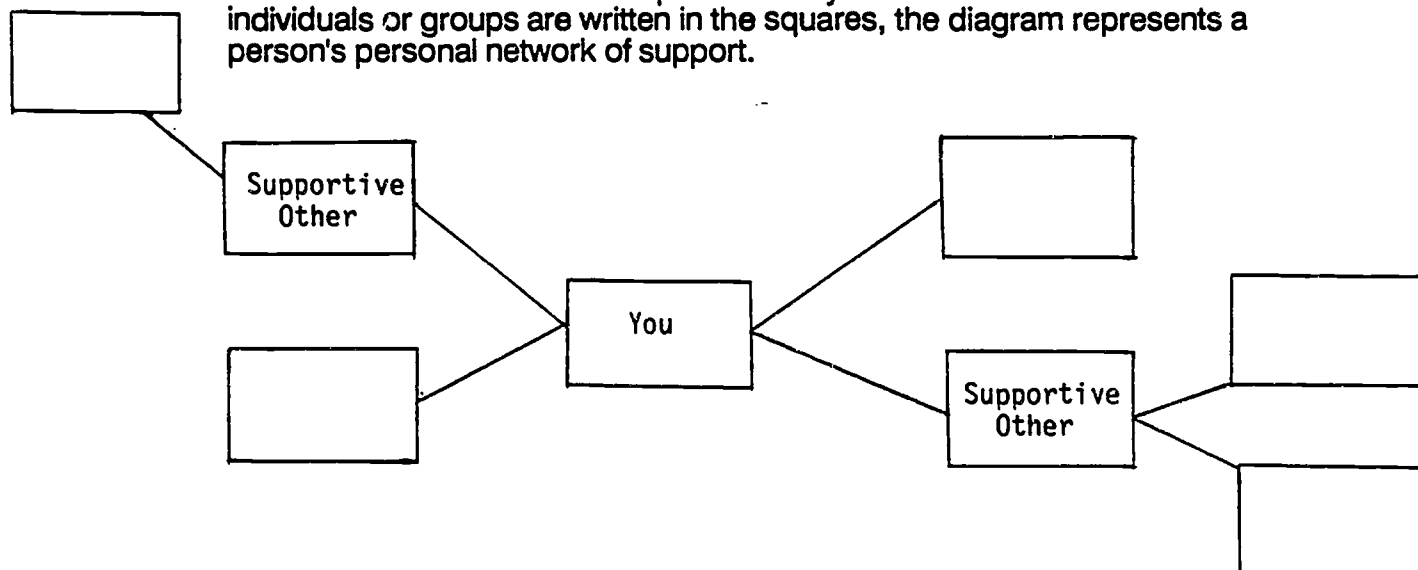 individuals or groups are written in the squares, the diagram represents a
person's personal network of support.
Supportive
Other
You
Supportive
Other